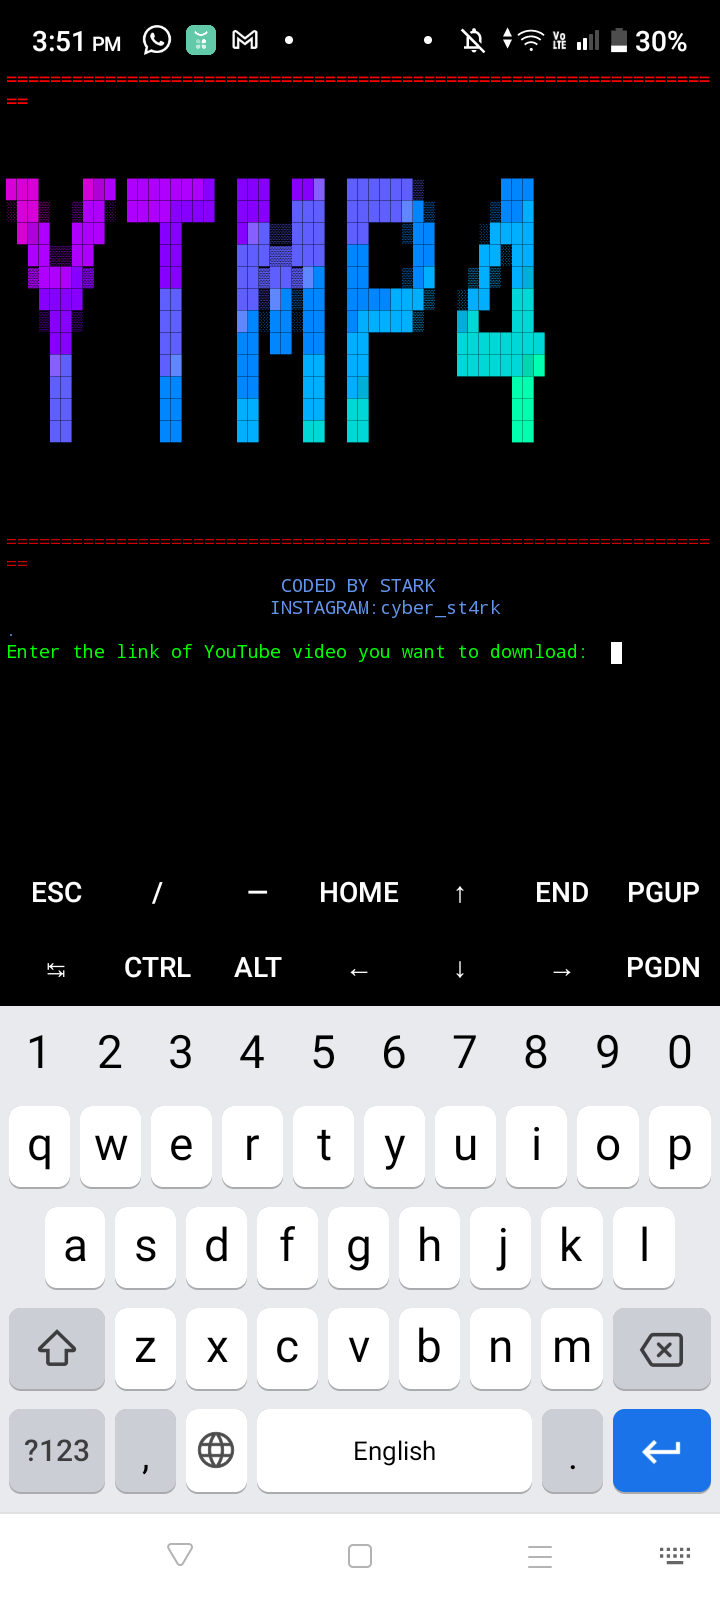 3:51 PM Vo LTE 30%
================================================================
==
YTMP4
================================================================
==
CODED BY STARK
INSTAGRAM:cyber_st4rk
.
Enter the link of YouTube video you want to download:
ESC / — HOME ↑ END PGUP
↹ CTRL ALT ← ↓ → PGDN
1 2 3 4 5 6 7 8 9 0
q w e r t y u i o p
a s d f g h j k l
z x c v b n m
?123 , English .